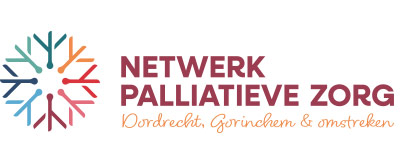 NETWERK
PALLIATIEVE ZORG
Dordrecht, Gorinchem & omstreken